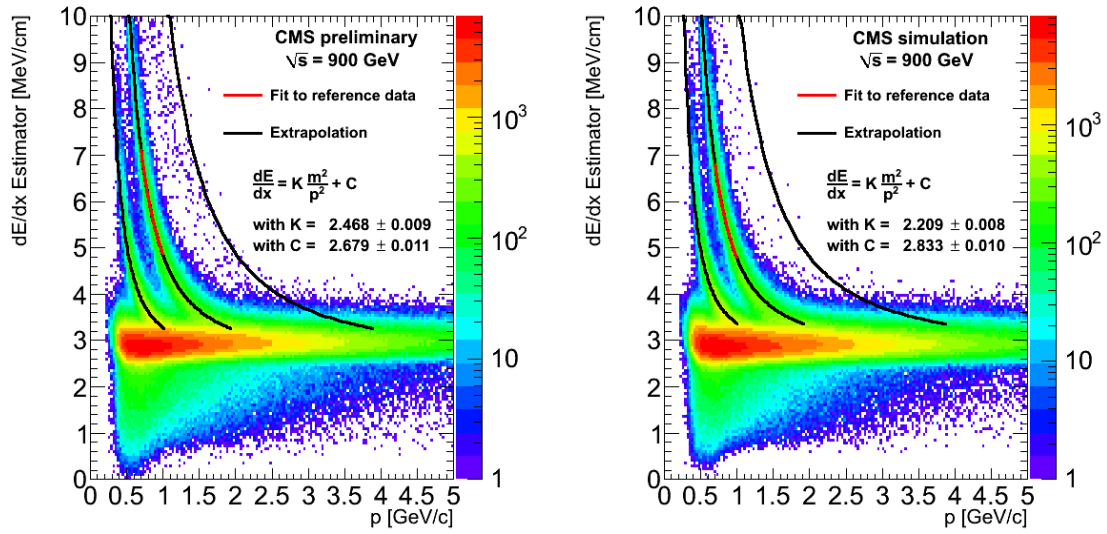 dE/dx Estimator [MeV/cm]
10
9
8
7
6
5
4
3
2
1
0
CMS preliminary
√s = 900 GeV
Fit to reference data
Extrapolation
dE/dx = K m²/p² + C
with K = 2.468 ± 0.009
with C = 2.679 ± 0.011
0 0.5 1 1.5 2 2.5 3 3.5 4 4.5 5
p [GeV/c]
10³
10²
10
1
dE/dx Estimator [MeV/cm]
10
9
8
7
6
5
4
3
2
1
0
CMS simulation
√s = 900 GeV
Fit to reference data
Extrapolation
dE/dx = K m²/p² + C
with K = 2.209 ± 0.008
with C = 2.833 ± 0.010
0 0.5 1 1.5 2 2.5 3 3.5 4 4.5 5
p [GeV/c]
10³
10²
10
1